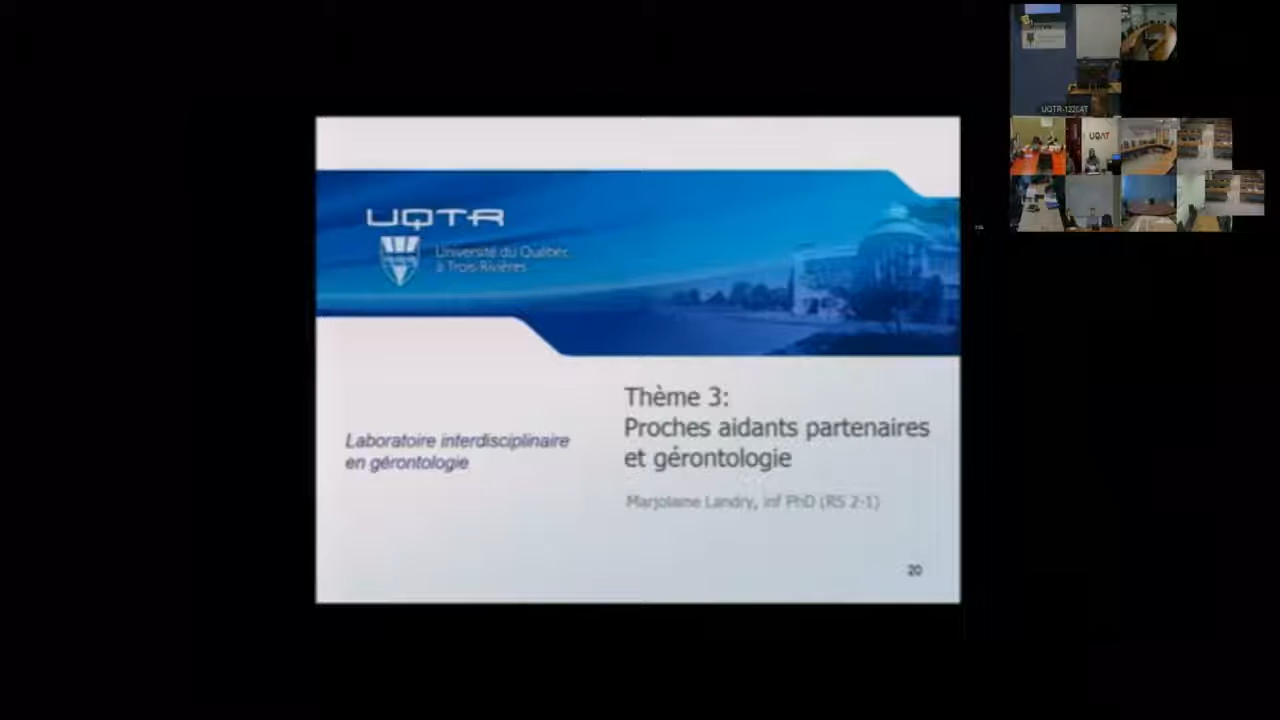 UQTR
Université du Québec
à Trois-Rivières
Thème 3:
Proches aidants partenaires
et gérontologie
Laboratoire interdisciplinaire
en gérontologie
Marjolaine Landry, inf PhD (RS 2-1)
20
UQAT